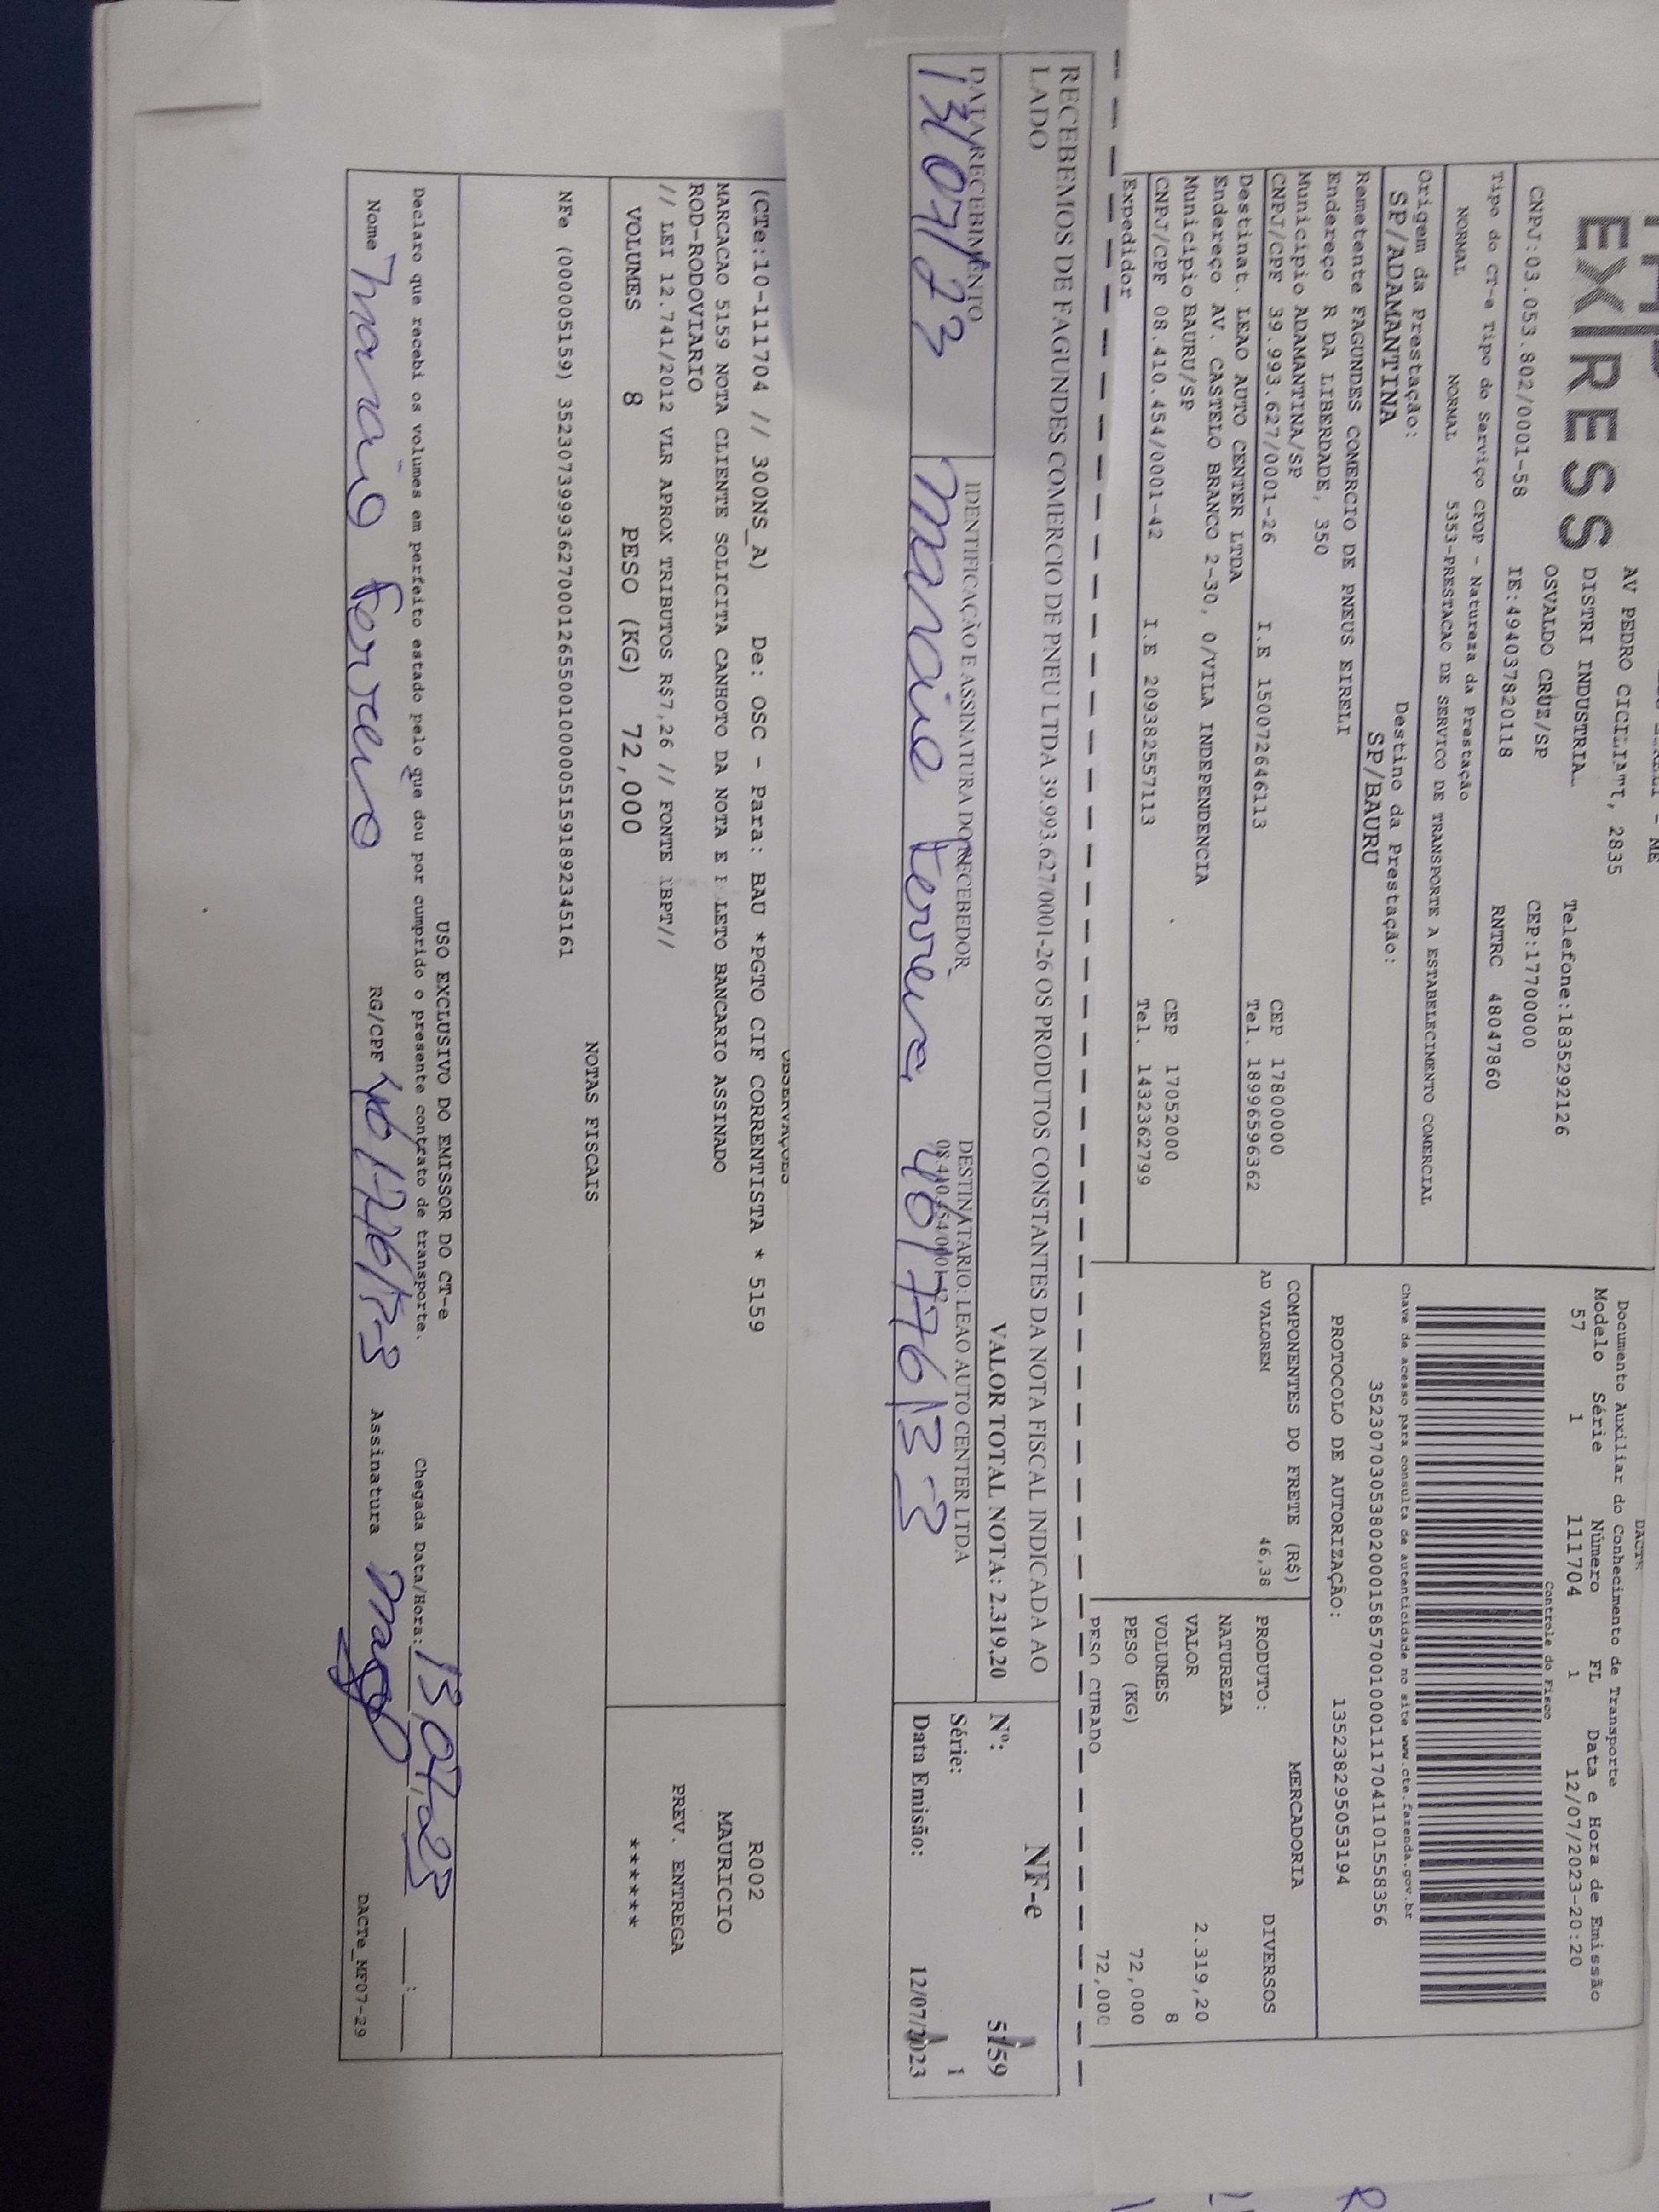 EXPRESS
AV PEDRO CICILIATI, 2835
DISTRI INDUSTRIA
OSVALDO CRUZ/SP
Telefone:1835292126
CEP:17700000
CNPJ:03.053.802/0001-58 IE:494037820118 RNTRC 48047860
Tipo do CT-e Tipo do Serviço CFOP - Natureza da Prestação
NORMAL NORMAL 5353-PRESTACAO DE SERVICO DE TRANSPORTE A ESTABELECIMENTO COMERCIAL
Origem da Prestação: Destino da Prestação:
SP/ADAMANTINA SP/BAURU
Remetente FAGUNDES COMERCIO DE PNEUS EIRELI
Endereço R DA LIBERDADE, 350
Municipio ADAMANTINA/SP CEP 17800000
CNPJ/CPF 39.993.627/0001-26 I.E 150072646113 Tel. 18996596362
Destinat. LEAO AUTO CENTER LTDA
Endereço AV. CASTELO BRANCO 2-30, 0/VILA INDEPENDENCIA
Municipio BAURU/SP CEP 17052000
CNPJ/CPF 08.410.454/0001-42 I.E 209382557113 Tel. 1432362799
Expedidor
DACTE
Documento Auxiliar do Conhecimento de Transporte
Modelo Série Número FL Data e Hora de Emissão
57 1 111704 1 12/07/2023-20:20
Controle do Fisco
Chave de acesso para consulta de autenticidade no site www.cte.fazenda.gov.br
35230703053802000158570010001117041101558356
PROTOCOLO DE AUTORIZAÇÃO: 135238295053194
COMPONENTES DO FRETE (R$)
AD VALOREM 46,38
MERCADORIA
PRODUTO: DIVERSOS
NATUREZA
VALOR 2.319,20
VOLUMES 8
PESO (KG) 72,000
PESO CUBADO 72,000
RECEBEMOS DE FAGUNDES COMERCIO DE PNEU LTDA 39.993.627/0001-26 OS PRODUTOS CONSTANTES DA NOTA FISCAL INDICADA AO
LADO
VALOR TOTAL NOTA: 2.319,20
DATA RECEBIMENTO IDENTIFICAÇÃO E ASSINATURA DO RECEBEDOR DESTINATARIO: LEAO AUTO CENTER LTDA
08.410.454/0001-42
13/07/23 Ferreira 4617613-3
NF-e
Nº: 5159
Série: 1
Data Emissão: 12/07/2023
OBSERVAÇOES
(CTe:10-111704 // 300NS_A) De: OSC - Para: BAU *PGTO CIF CORRENTISTA * 5159
MARCACAO 5159 NOTA CLIENTE SOLICITA CANHOTO DA NOTA E LETO BANCARIO ASSINADO
ROD-RODOVIARIO
// LEI 12.741/2012 VLR APROX TRIBUTOS R$7,26 // FONTE IBPT//
R002
MAURICIO
VOLUMES 8 PESO (KG) 72,000
PREV. ENTREGA
******
NOTAS FISCAIS
NFe (000005159) 35230739993627000126550010000051591892345161
USO EXCLUSIVO DO EMISSOR DO CT-e
Declaro que recebi os volumes em perfeito estado pelo que dou por cumprido o presente contrato de transporte. Chegada Data/Hora: 13 07 23 __:__
Nome RG/CPF Assinatura
DACTe_MF07-29